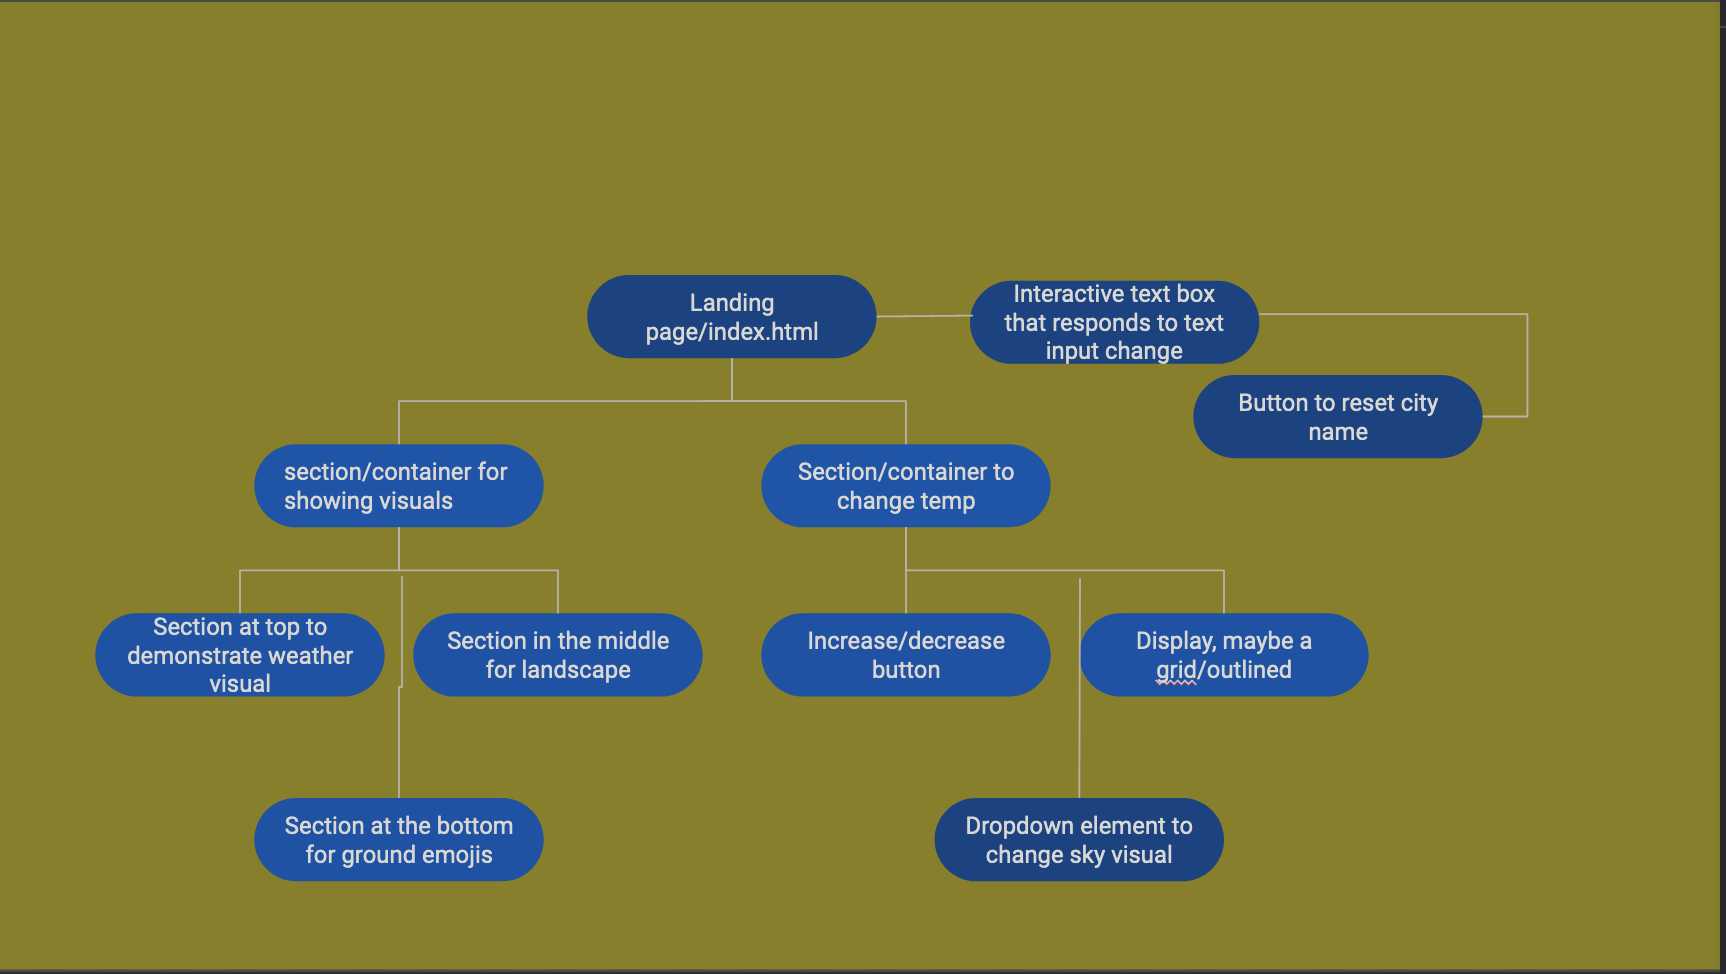 Landing
page/index.html
Interactive text box
that responds to text
input change
Button to reset city
name
section/container for
showing visuals
Section/container to
change temp
Section at top to
demonstrate weather
visual
Section in the middle
for landscape
Increase/decrease
button
Display, maybe a
grid/outlined
Section at the bottom
for ground emojis
Dropdown element to
change sky visual